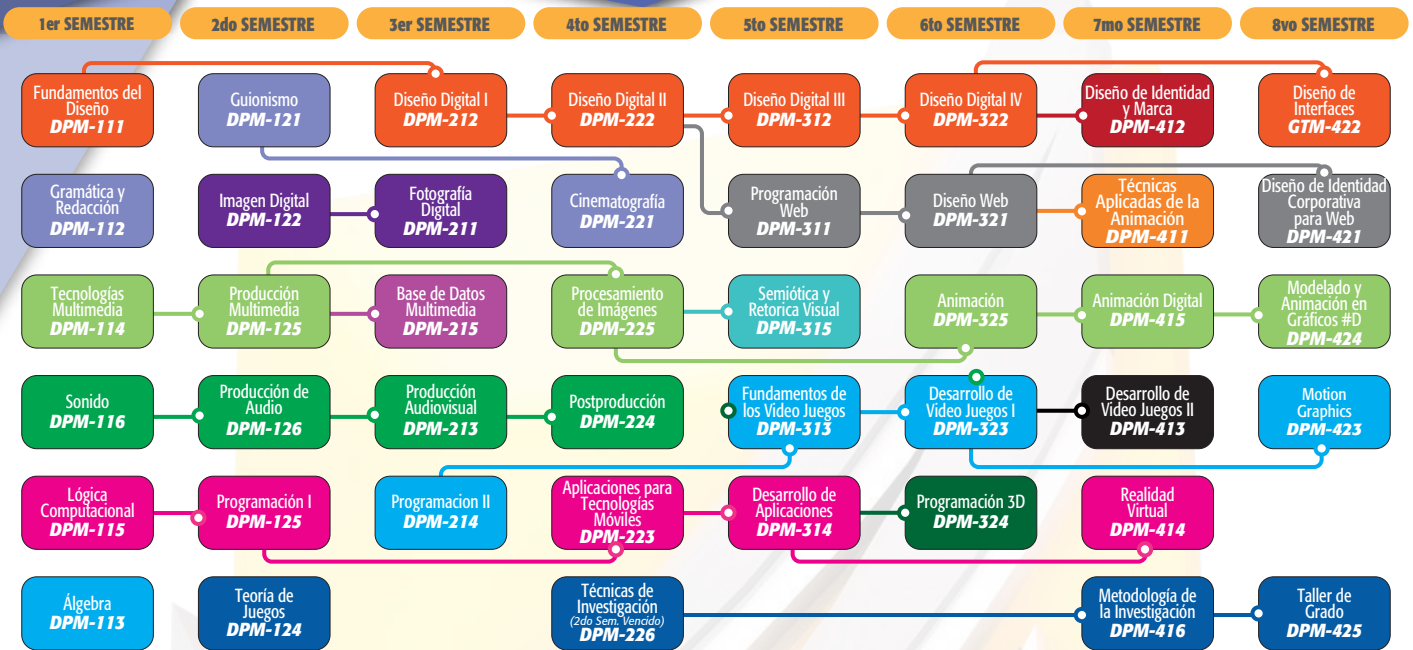 1er SEMESTRE
2do SEMESTRE
3er SEMESTRE
4to SEMESTRE
5to SEMESTRE
6to SEMESTRE
7mo SEMESTRE
8vo SEMESTRE
Fundamentos del
Diseño
DPM-111
Guionismo
DPM-121
Diseño Digital I
DPM-212
Diseño Digital II
DPM-222
Diseño Digital III
DPM-312
Diseño Digital IV
DPM-322
Diseño de Identidad
y Marca
DPM-412
Diseño de
Interfaces
GTM-422
Gramática y
Redacción
DPM-112
Imagen Digital
DPM-122
Fotografía
Digital
DPM-211
Cinematografía
DPM-221
Programación
Web
DPM-311
Diseño Web
DPM-321
Técnicas
Aplicadas de la
Animación
DPM-411
Diseño de Identidad
Corporativa
para Web
DPM-421
Tecnologías
Multimedia
DPM-114
Producción
Multimedia
DPM-125
Base de Datos
Multimedia
DPM-215
Procesamiento
de Imágenes
DPM-225
Semiótica y
Retorica Visual
DPM-315
Animación
DPM-325
Animación Digital
DPM-415
Modelado y
Animación en
Gráficos #D
DPM-424
Sonido
DPM-116
Producción de
Audio
DPM-126
Producción
Audiovisual
DPM-213
Postproducción
DPM-224
Fundamentos de
los Video Juegos
DPM-313
Desarrollo de
Video Juegos I
DPM-323
Desarrollo de
Video Juegos II
DPM-413
Motion
Graphics
DPM-423
Lógica
Computacional
DPM-115
Programación I
DPM-125
Programacion II
DPM-214
Aplicaciones para
Tecnologías
Móviles
DPM-223
Desarrollo de
Aplicaciones
DPM-314
Programación 3D
DPM-324
Realidad
Virtual
DPM-414
Álgebra
DPM-113
Teoría de
Juegos
DPM-124
Técnicas de
Investigación
(2do Sem. Vencido)
DPM-226
Metodología de
la Investigación
DPM-416
Taller de
Grado
DPM-425